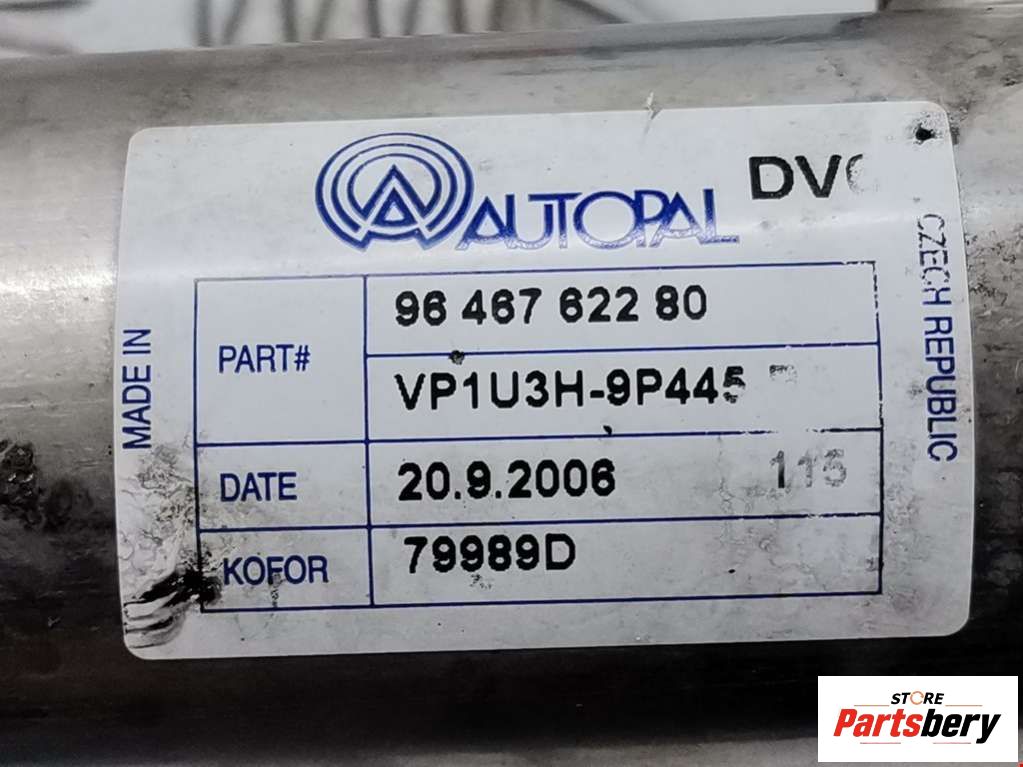 AUTOPAL
MADE IN
CZECH REPUBLIC
PART#
96 467 622 80
VP1U3H-9P445
DATE
20.9.2006
115
KOFOR
79989D
STORE
Partsbery